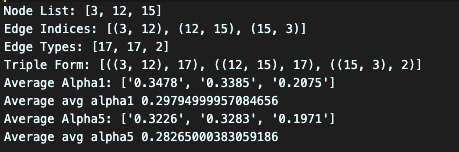 Node List: [3, 12, 15]
Edge Indices: [(3, 12), (12, 15), (15, 3)]
Edge Types: [17, 17, 2]
Triple Form: [((3, 12), 17), ((12, 15), 17), ((15, 3), 2)]
Average Alpha1: ['0.3478', '0.3385', '0.2075']
Average avg alpha1 0.29794999957084656
Average Alpha5: ['0.3226', '0.3283', '0.1971']
Average avg alpha5 0.28265000383059186